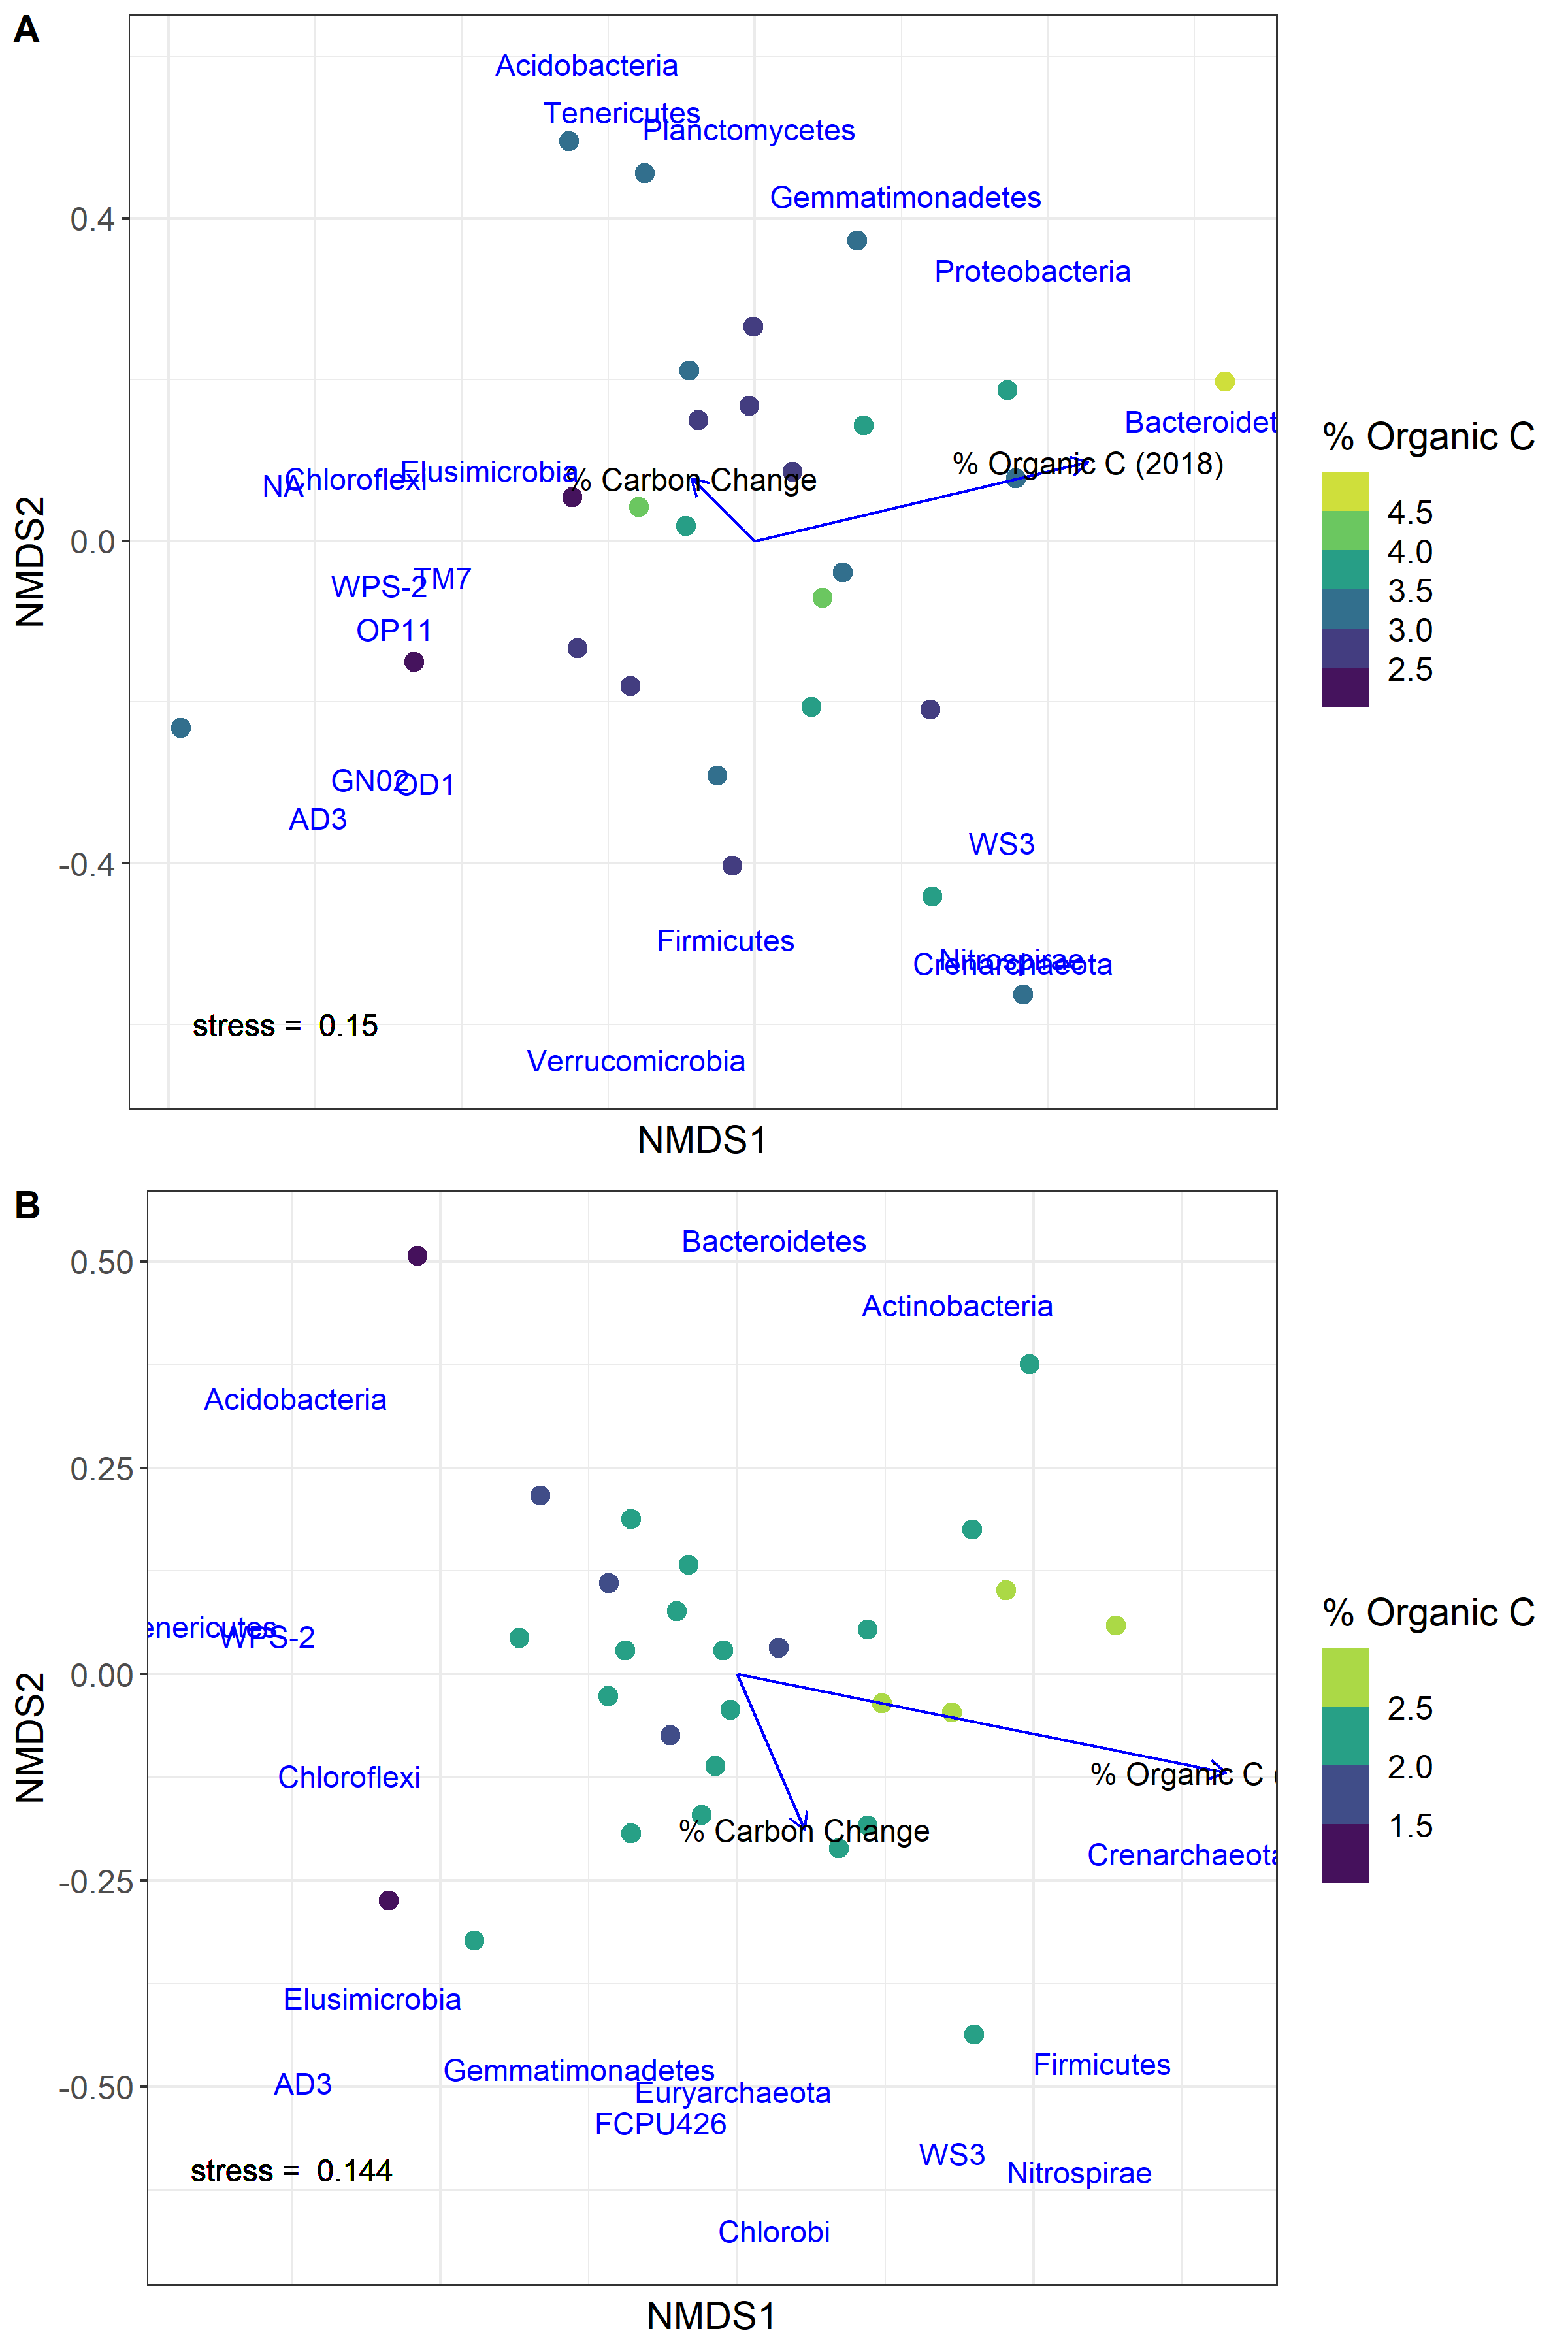 A
Acidobacteria
Tenericutes
Planctomycetes
Gemmatimonadetes
0.4
Proteobacteria
Bacteroidet
% Organic C
% Organic C (2018)
Elusimicrobia
% Carbon Change
Chloroflexi
NA
4.5
4.0
3.5
3.0
2.5
NMDS2
0.0
TM7
WPS-2
OP11
GN02
OD1
AD3
WS3
-0.4
Firmicutes
Nitrospirae
Crenarchaeota
stress = 0.15
Verrucomicrobia
NMDS1
B
Bacteroidetes
0.50
Actinobacteria
Acidobacteria
0.25
% Organic C
enericutes
WPS-2
0.00
NMDS2
2.5
2.0
1.5
Chloroflexi
% Organic C (
% Carbon Change
Crenarchaeota
-0.25
Elusimicrobia
Firmicutes
Gemmatimonadetes
AD3
-0.50
Euryarchaeota
FCPU426
WS3
stress = 0.144
Nitrospirae
Chlorobi
NMDS1